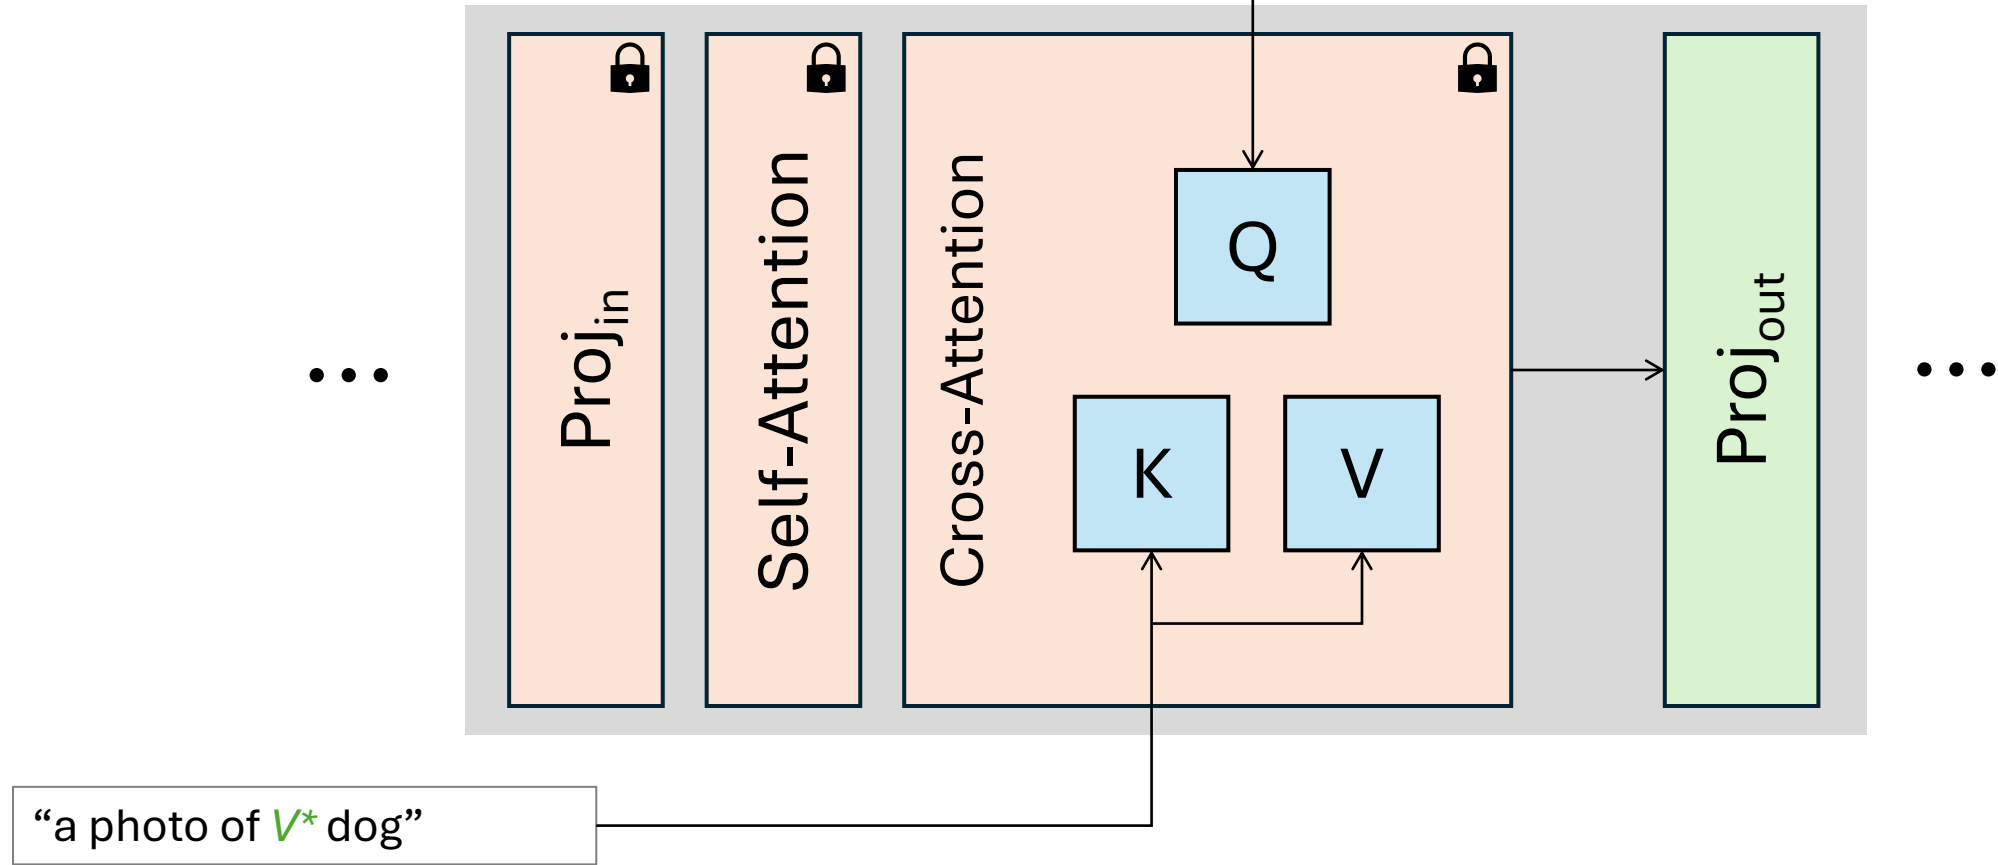 Proj_in
Self-Attention
Cross-Attention
Q
K
V
Proj_out
“a photo of V* dog”